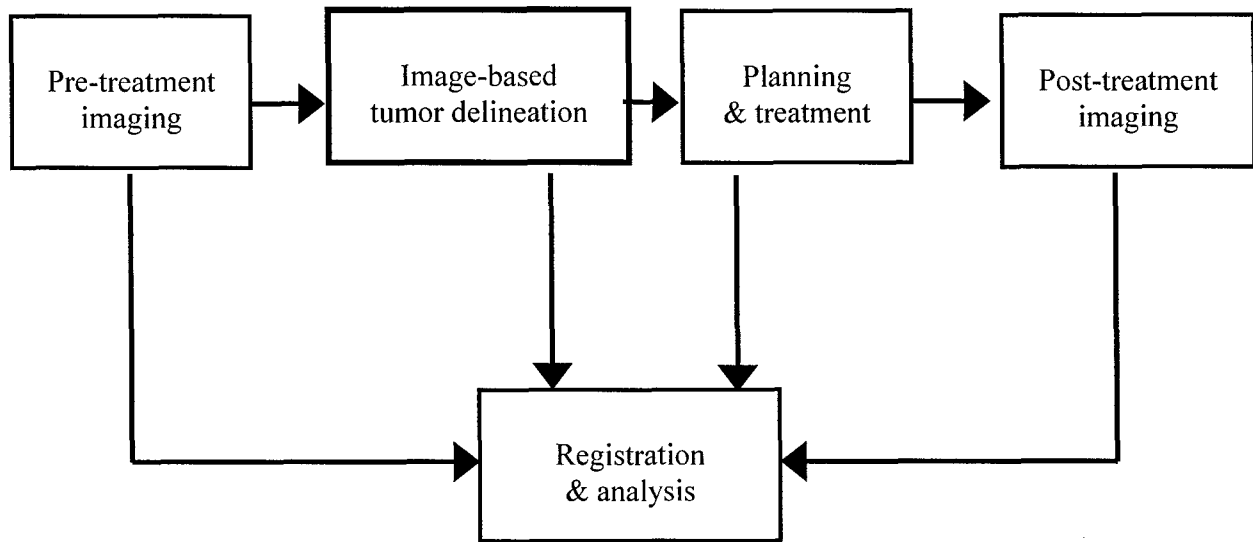 Pre-treatment
imaging
Image-based
tumor delineation
Planning
& treatment
Post-treatment
imaging
Registration
& analysis